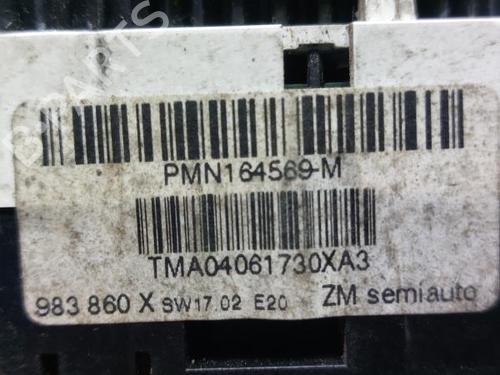 PMN164569-M
TMA04061730XA3
983 860 X SW17.02 E20 ZM semiauto